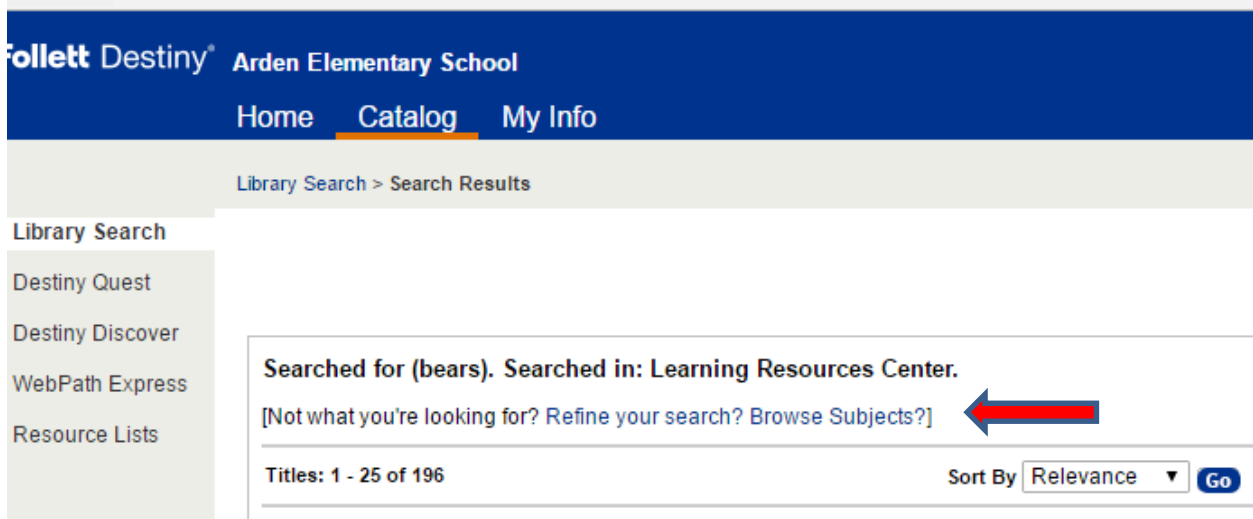 Follett Destiny® Arden Elementary School
Home Catalog My Info
Library Search > Search Results
Library Search
Destiny Quest
Destiny Discover
WebPath Express
Resource Lists
Searched for (bears). Searched in: Learning Resources Center.
[Not what you're looking for? Refine your search? Browse Subjects?]
Titles: 1 - 25 of 196
Sort By Relevance Go